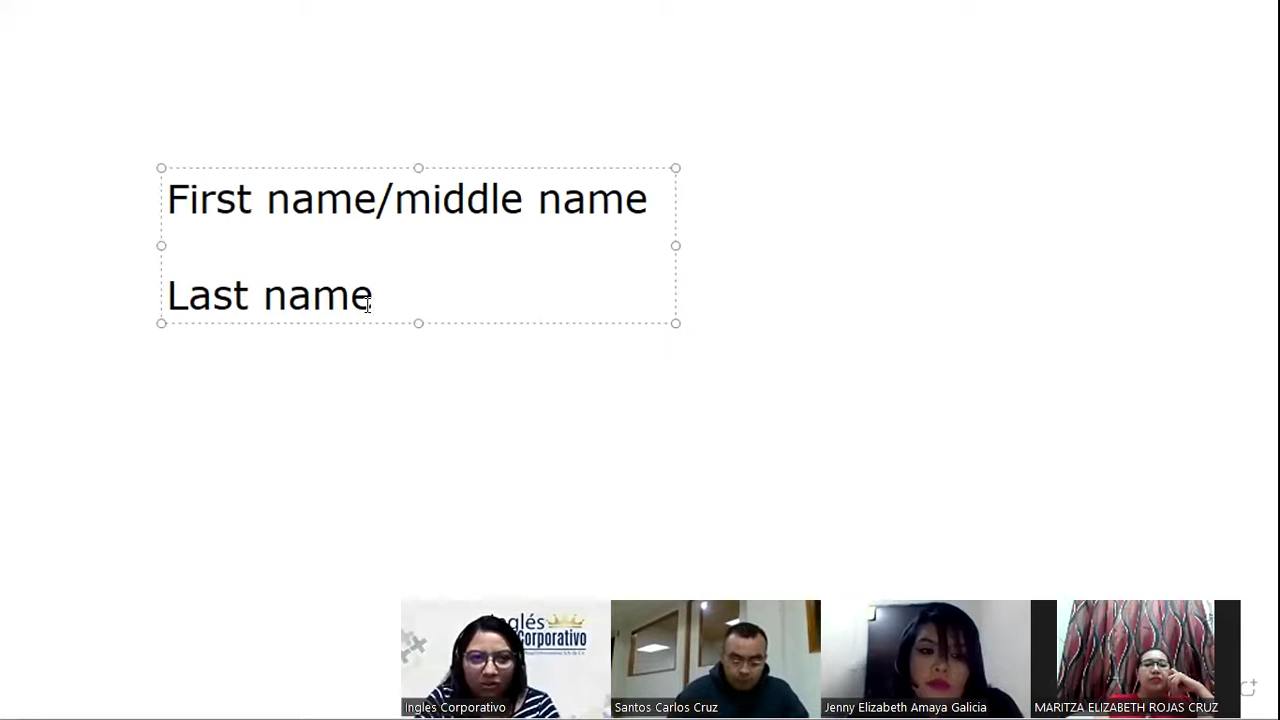 First name/middle name
Last name
Inglés
Corporativo
Ingles Corporativo
Santos Carlos Cruz
Jenny Elizabeth Amaya Galicia
MARITZA ELIZABETH ROJAS CRUZ